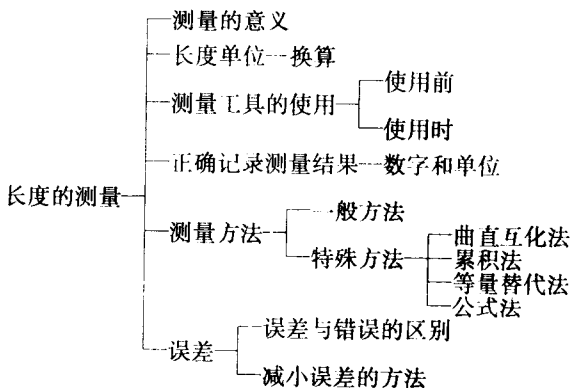 测量的意义
长度单位 换算
测量工具的使用
使用前
使用时
正确记录测量结果 数字和单位
长度的测量
测量方法
一般方法
特殊方法
曲直互化法
累积法
等量替代法
公式法
误差
误差与错误的区别
减小误差的方法